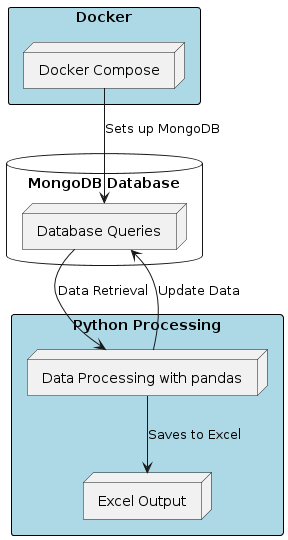 Docker
Docker Compose
Sets up MongoDB
MongoDB Database
Database Queries
Data Retrieval
Update Data
Python Processing
Data Processing with pandas
Saves to Excel
Excel Output